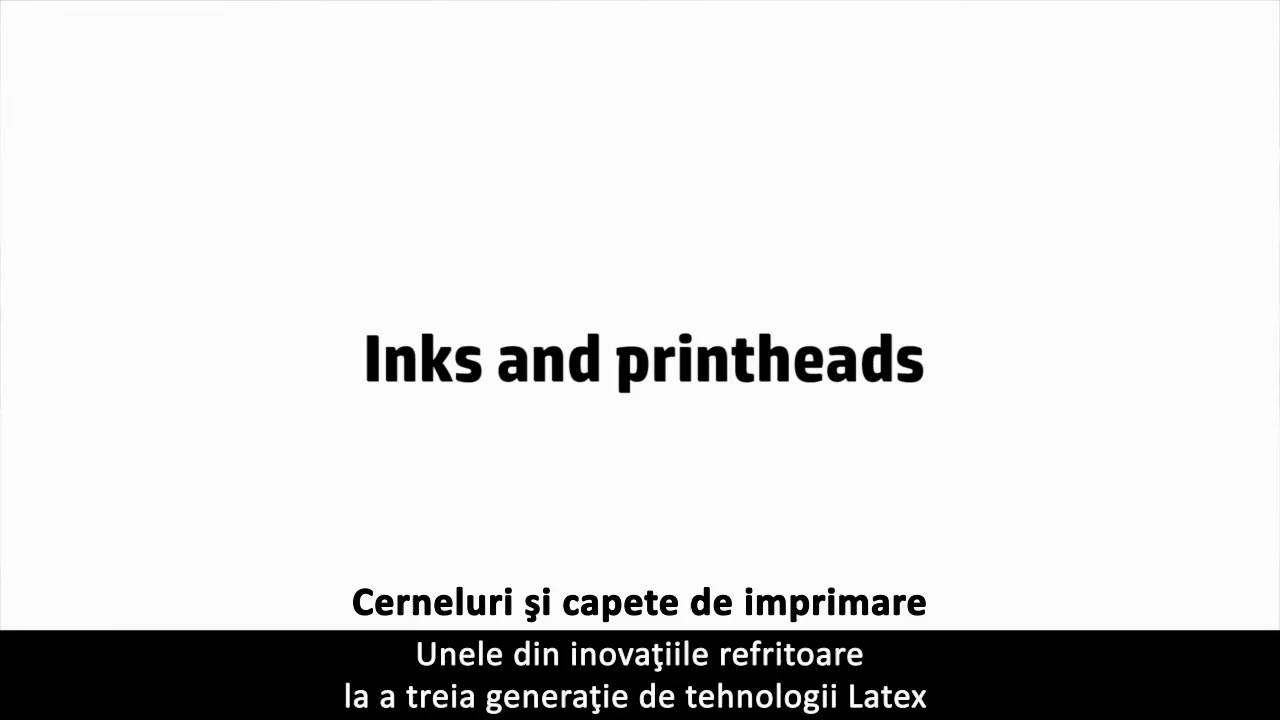 Inks and printheads
Cerneluri şi capete de imprimare
Unele din inovaţiile refritoare
la a treia generaţie de tehnologii Latex